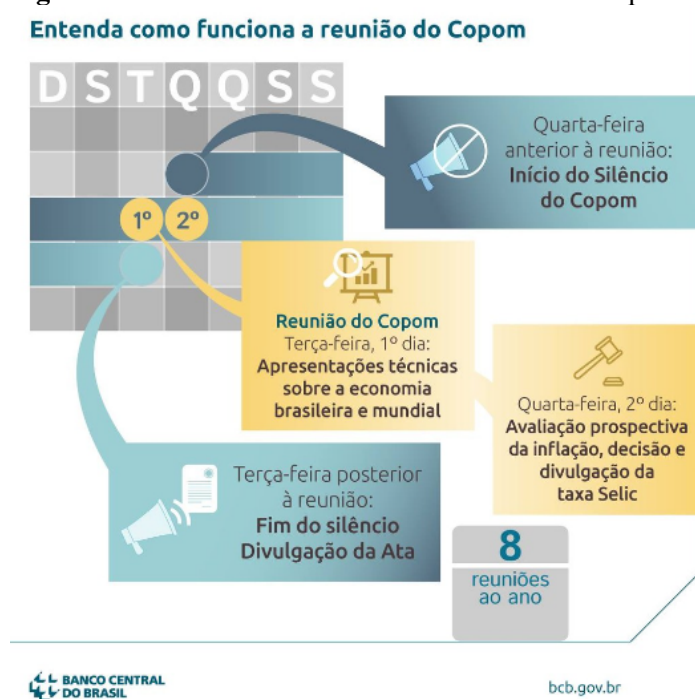 Entenda como funciona a reunião do Copom
D S T Q Q S S
Quarta-feira
anterior à reunião:
Início do Silêncio
do Copom
1º 2º
Reunião do Copom
Terça-feira, 1º dia:
Apresentações técnicas
sobre a economia
brasileira e mundial
Quarta-feira, 2º dia:
Avaliação prospectiva
da inflação, decisão e
divulgação da
taxa Selic
Terça-feira posterior
à reunião:
Fim do silêncio
Divulgação da Ata
8
reuniões
ao ano
BANCO CENTRAL
DO BRASIL
bcb.gov.br